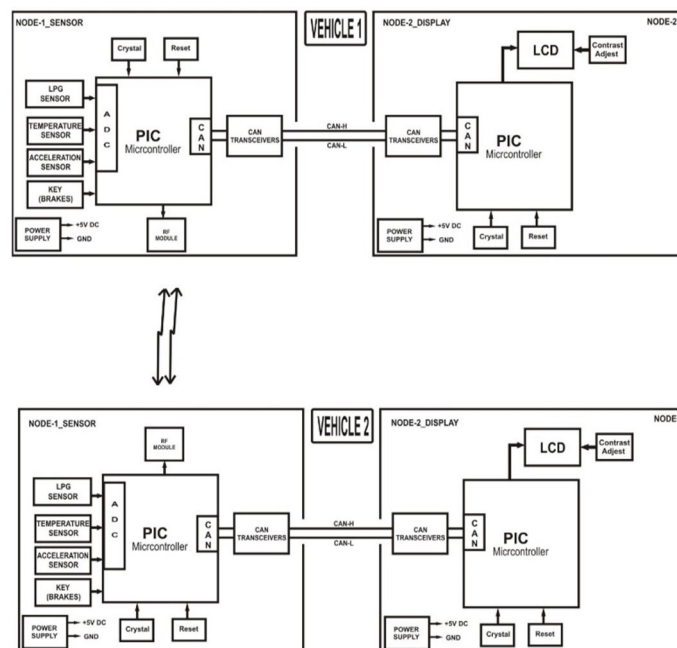 NODE-1_SENSOR
VEHICLE 1
NODE-2_DISPLAY
NODE-2
Crystal
Reset
LCD
Contrast
Adjest
LPG
SENSOR
TEMPERATURE
SENSOR
ACCELERATION
SENSOR
KEY
(BRAKES)
A
D
C
PIC
Micrcontroller
C
A
N
CAN
TRANSCEIVERS
CAN-H
CAN-L
CAN
TRANSCEIVERS
C
A
N
PIC
Micrcontroller
POWER
SUPPLY
+5V DC
GND
RF
MODULE
POWER
SUPPLY
+5V DC
GND
Crystal
Reset
NODE-1_SENSOR
VEHICLE 2
NODE-2_DISPLAY
NODE
RF
MODULE
LCD
Contrast
Adjest
LPG
SENSOR
TEMPERATURE
SENSOR
ACCELERATION
SENSOR
KEY
(BRAKES)
A
D
C
PIC
Micrcontroller
C
A
N
CAN
TRANSCEIVERS
CAN-H
CAN-L
CAN
TRANSCEIVERS
C
A
N
PIC
Micrcontroller
POWER
SUPPLY
+5V DC
GND
Crystal
Reset
POWER
SUPPLY
+5V DC
GND
Crystal
Reset